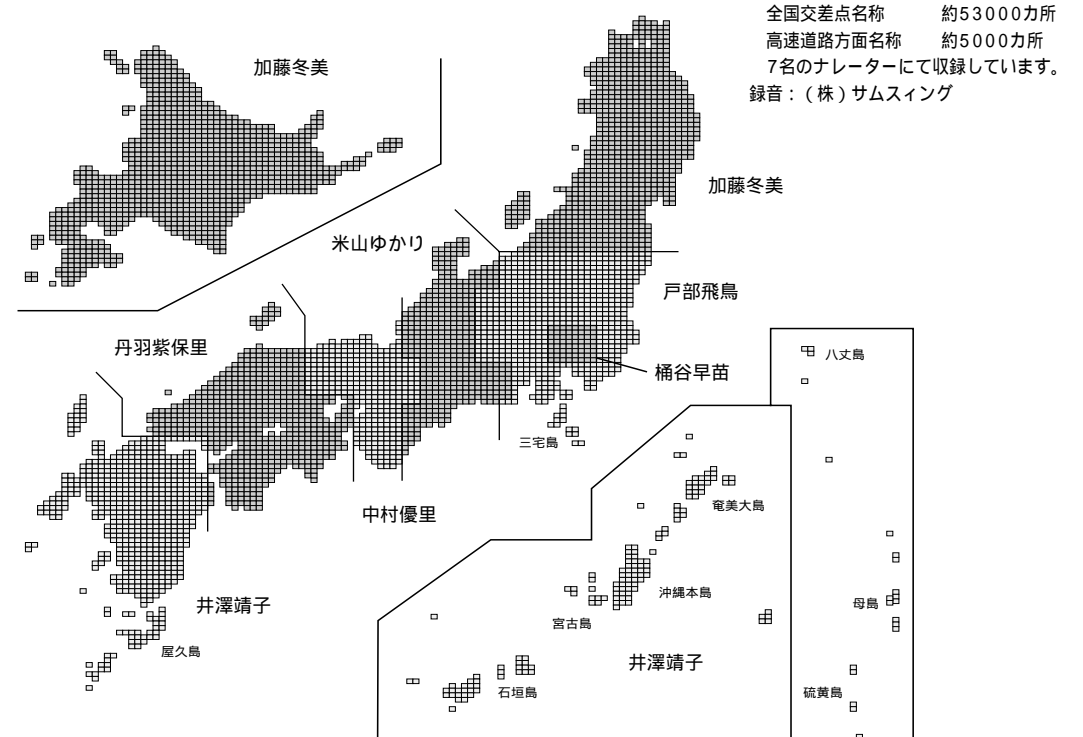 全国交差点名称　　約53000カ所
高速道路方面名称　　約5000カ所
7名のナレーターにて収録しています。
録音：（株）サムスィング
加藤冬美
加藤冬美
米山ゆかり
戸部飛鳥
丹羽紫保里
八丈島
桶谷早苗
三宅島
奄美大島
中村優里
沖縄本島
井澤靖子
母島
宮古島
屋久島
井澤靖子
石垣島
硫黄島